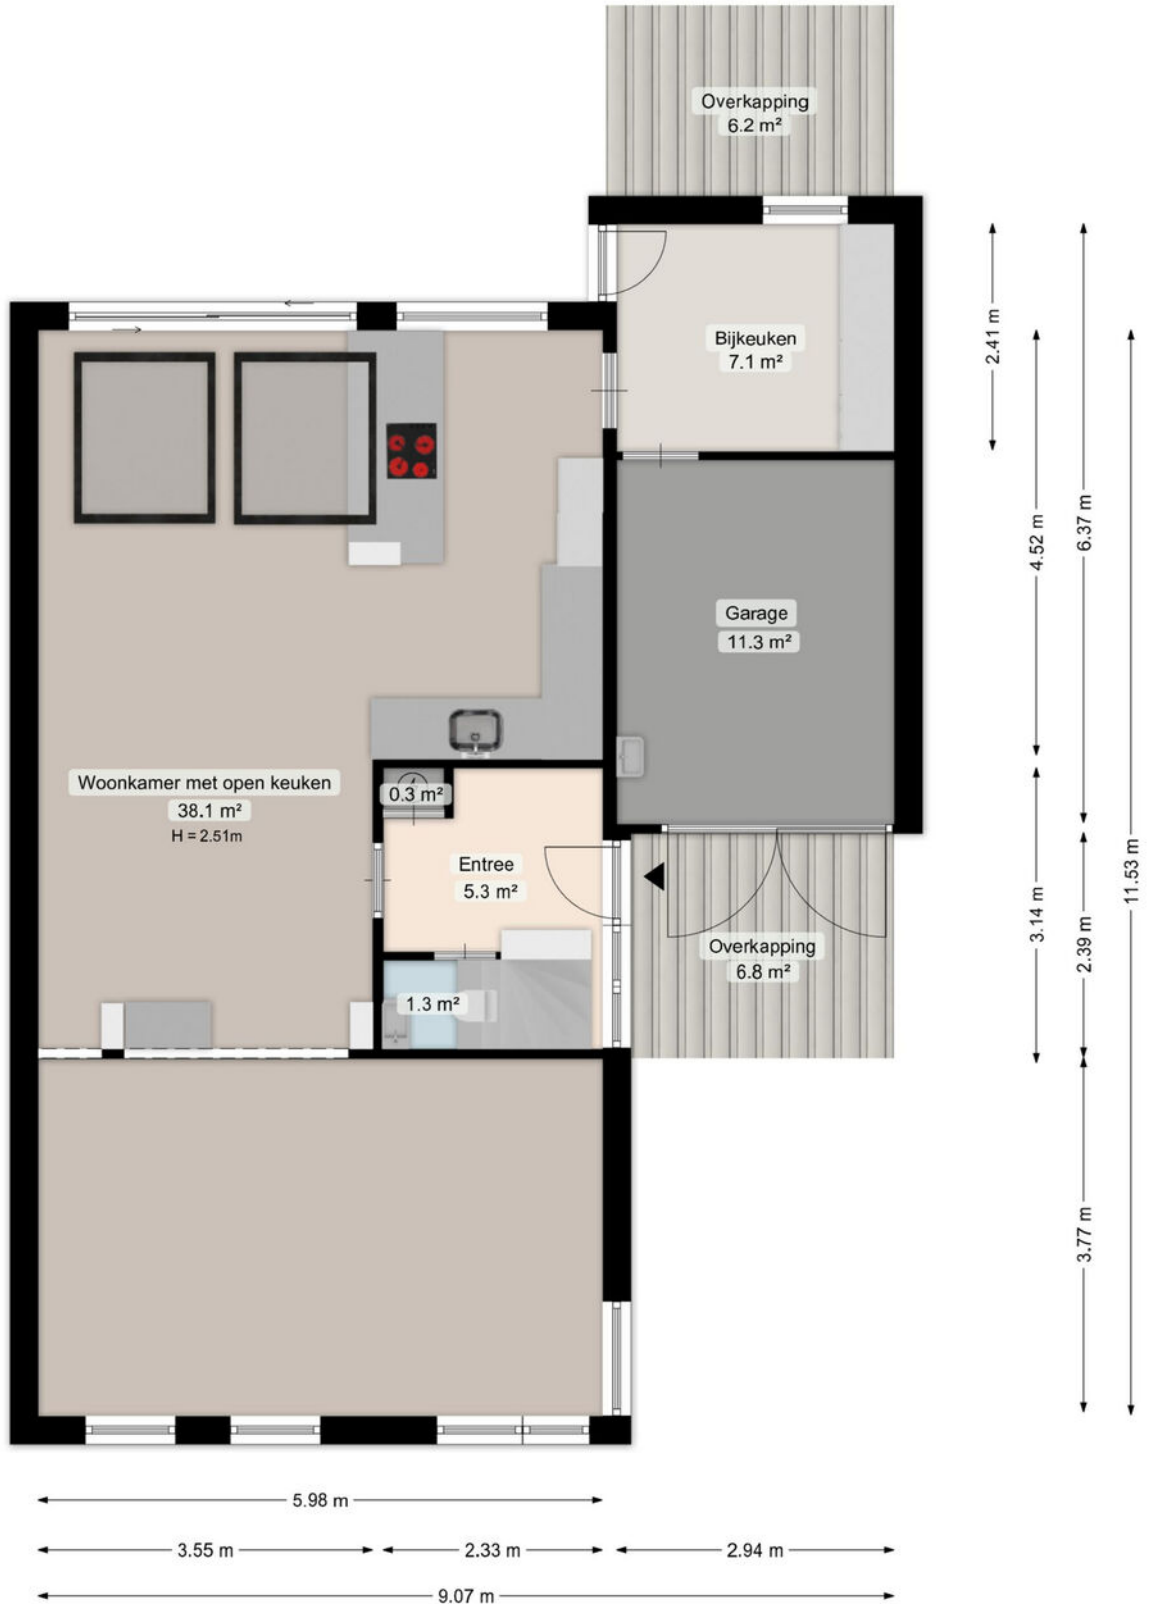 Overkapping
6.2 m²
Bijkeuken
7.1 m²
2.41 m
4.52 m
6.37 m
Garage
11.3 m²
Woonkamer met open keuken
38.1 m²
H = 2.51m
0.3 m²
Entree
5.3 m²
11.53 m
3.14 m
2.39 m
Overkapping
6.8 m²
1.3 m²
3.77 m
5.98 m
3.55 m
2.33 m
2.94 m
9.07 m